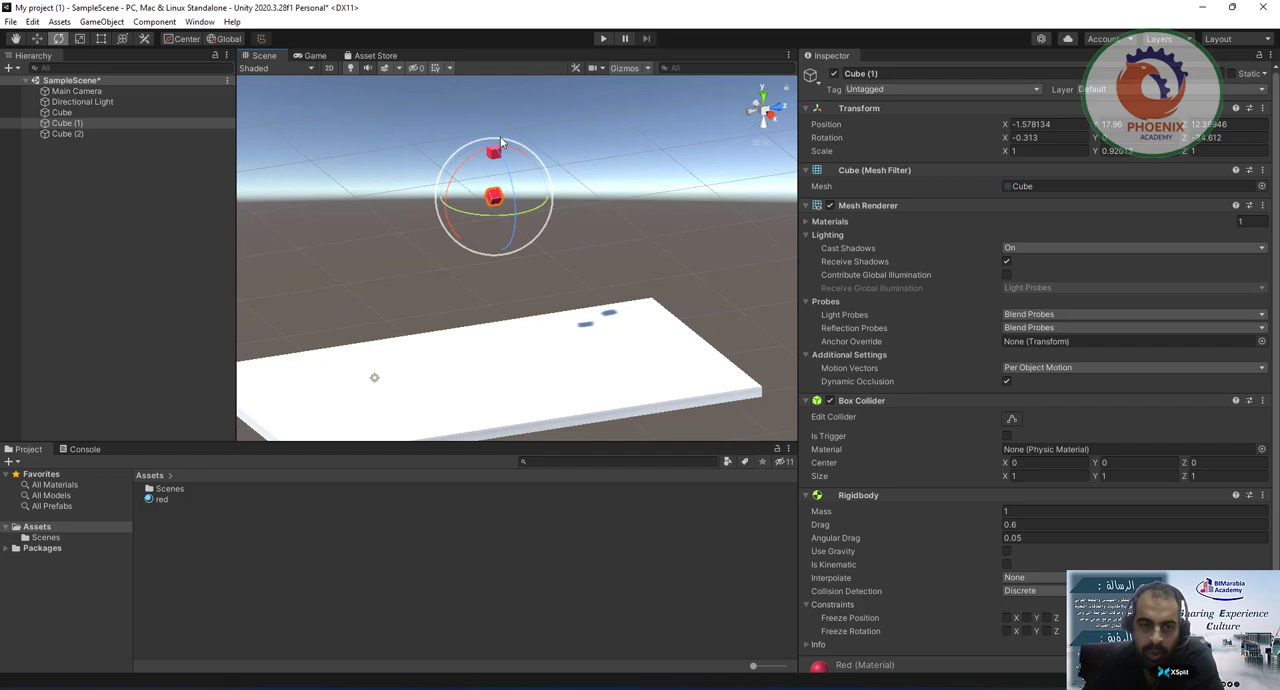 My project (1) - SampleScene - PC, Mac & Linux Standalone - Unity 2020.3.28f1 Personal* <DX11>
File Edit Assets GameObject Component Window Help
Center Global
Account Layers Layout
Hierarchy
All
SampleScene*
Main Camera
Directional Light
Cube
Cube (1)
Cube (2)
Scene Game Asset Store
Shaded 2D 0 Gizmos All
y
z
Project Console
11
Favorites
All Materials
All Models
All Prefabs
Assets
Scenes
Packages
Assets
Scenes
red
Inspector
Cube (1) Static
Tag Untagged Layer Default
Transform
Position X -1.578134 Y 17.96
Rotation X -0.313
Scale X 1 Y Z 1
Cube (Mesh Filter)
Mesh Cube
Mesh Renderer
Materials 1
Lighting
Cast Shadows On
Receive Shadows
Contribute Global Illumination
Receive Global Illumination Light Probes
Probes
Light Probes Blend Probes
Reflection Probes Blend Probes
Anchor Override None (Transform)
Additional Settings
Motion Vectors Per Object Motion
Dynamic Occlusion
Box Collider
Edit Collider
Is Trigger
Material None (Physic Material)
Center X 0 Y 0 Z 0
Size X 1 Y 1 Z 1
Rigidbody
Mass 1
Drag 0.6
Angular Drag 0.05
Use Gravity
Is Kinematic
Interpolate None
Collision Detection Discrete
Constraints
Freeze Position X Y Z
Freeze Rotation X Y Z
Info
Red (Material)
PHOENIX
ACADEMY
الرسالة :
BIMarabia
Academy
Sharing Experience
Culture
الرؤية :
XSplit